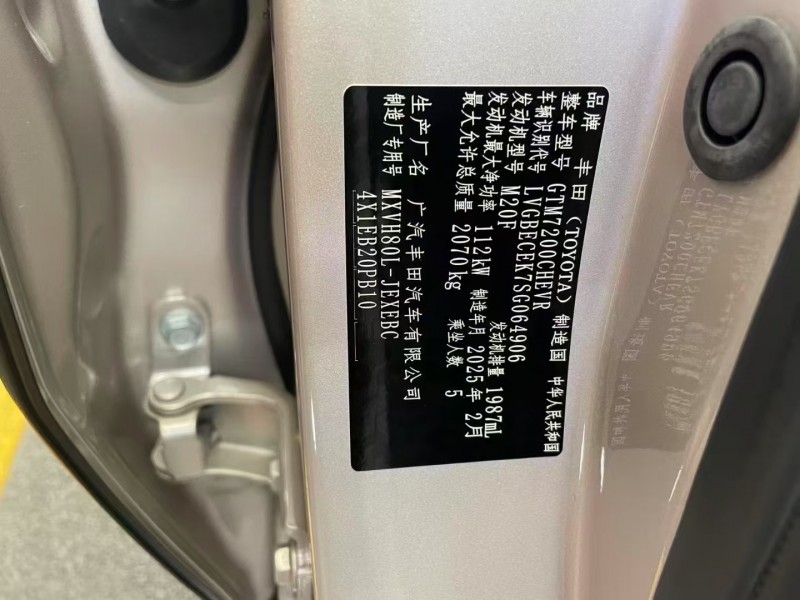 品牌 丰田(TOYOTA) 制造国 中华人民共和国
整车型号 GTM7200CHEVR
车辆识别代号 LVGBECEK7SG064906
发动机型号 M20F 发动机排量 1987mL
发动机最大净功率 112kW 制造年月 2025年2月
最大允许总质量 2070kg 乘坐人数 5
生产厂名 广汽丰田汽车有限公司
制造厂专用号 MXVH80L-JEXEBC
4X1EB20PB10